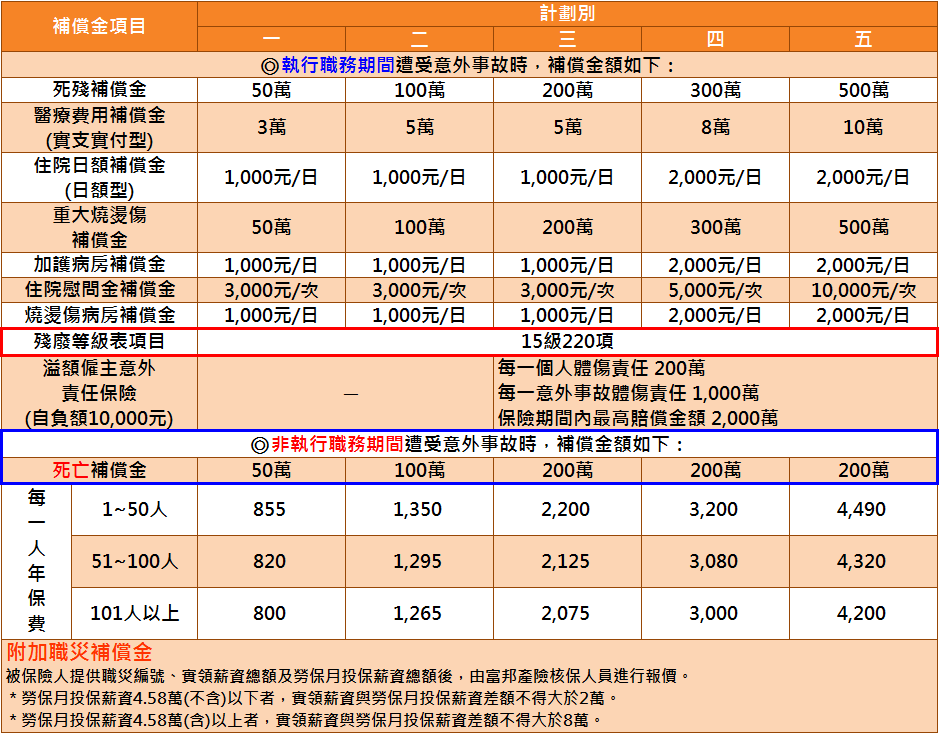 補償金項目 計劃別
一 二 三 四 五
◎執行職務期間遭受意外事故時，補償金額如下：
死殘補償金 50萬 100萬 200萬 300萬 500萬
醫療費用補償金
(實支實付型) 3萬 5萬 5萬 8萬 10萬
住院日額補償金
(日額型) 1,000元/日 1,000元/日 1,000元/日 2,000元/日 2,000元/日
重大燒燙傷
補償金 50萬 100萬 200萬 300萬 500萬
加護病房補償金 1,000元/日 1,000元/日 1,000元/日 2,000元/日 2,000元/日
住院慰問金補償金 3,000元/次 3,000元/次 3,000元/次 5,000元/次 10,000元/次
燒燙傷病房補償金 1,000元/日 1,000元/日 1,000元/日 2,000元/日 2,000元/日
殘廢等級表項目 15級220項
溢額僱主意外
責任保險
(自負額10,000元) —
每一個人體傷責任 200萬
每一意外事故體傷責任 1,000萬
保險期間內最高賠償金額 2,000萬
◎非執行職務期間遭受意外事故時，補償金額如下：
死亡補償金 50萬 100萬 200萬 200萬 200萬
每一人年保費
1~50人 855 1,350 2,200 3,200 4,490
51~100人 820 1,295 2,125 3,080 4,320
101人以上 800 1,265 2,075 3,000 4,200
附加職災補償金
被保險人提供職災編號、實領薪資總額及勞保月投保薪資總額後，由富邦產險核保人員進行報價。
* 勞保月投保薪資4.58萬(不含)以下者，實領薪資與勞保月投保薪資差額不得大於2萬。
* 勞保月投保薪資4.58萬(含)以上者，實領薪資與勞保月投保薪資差額不得大於8萬。